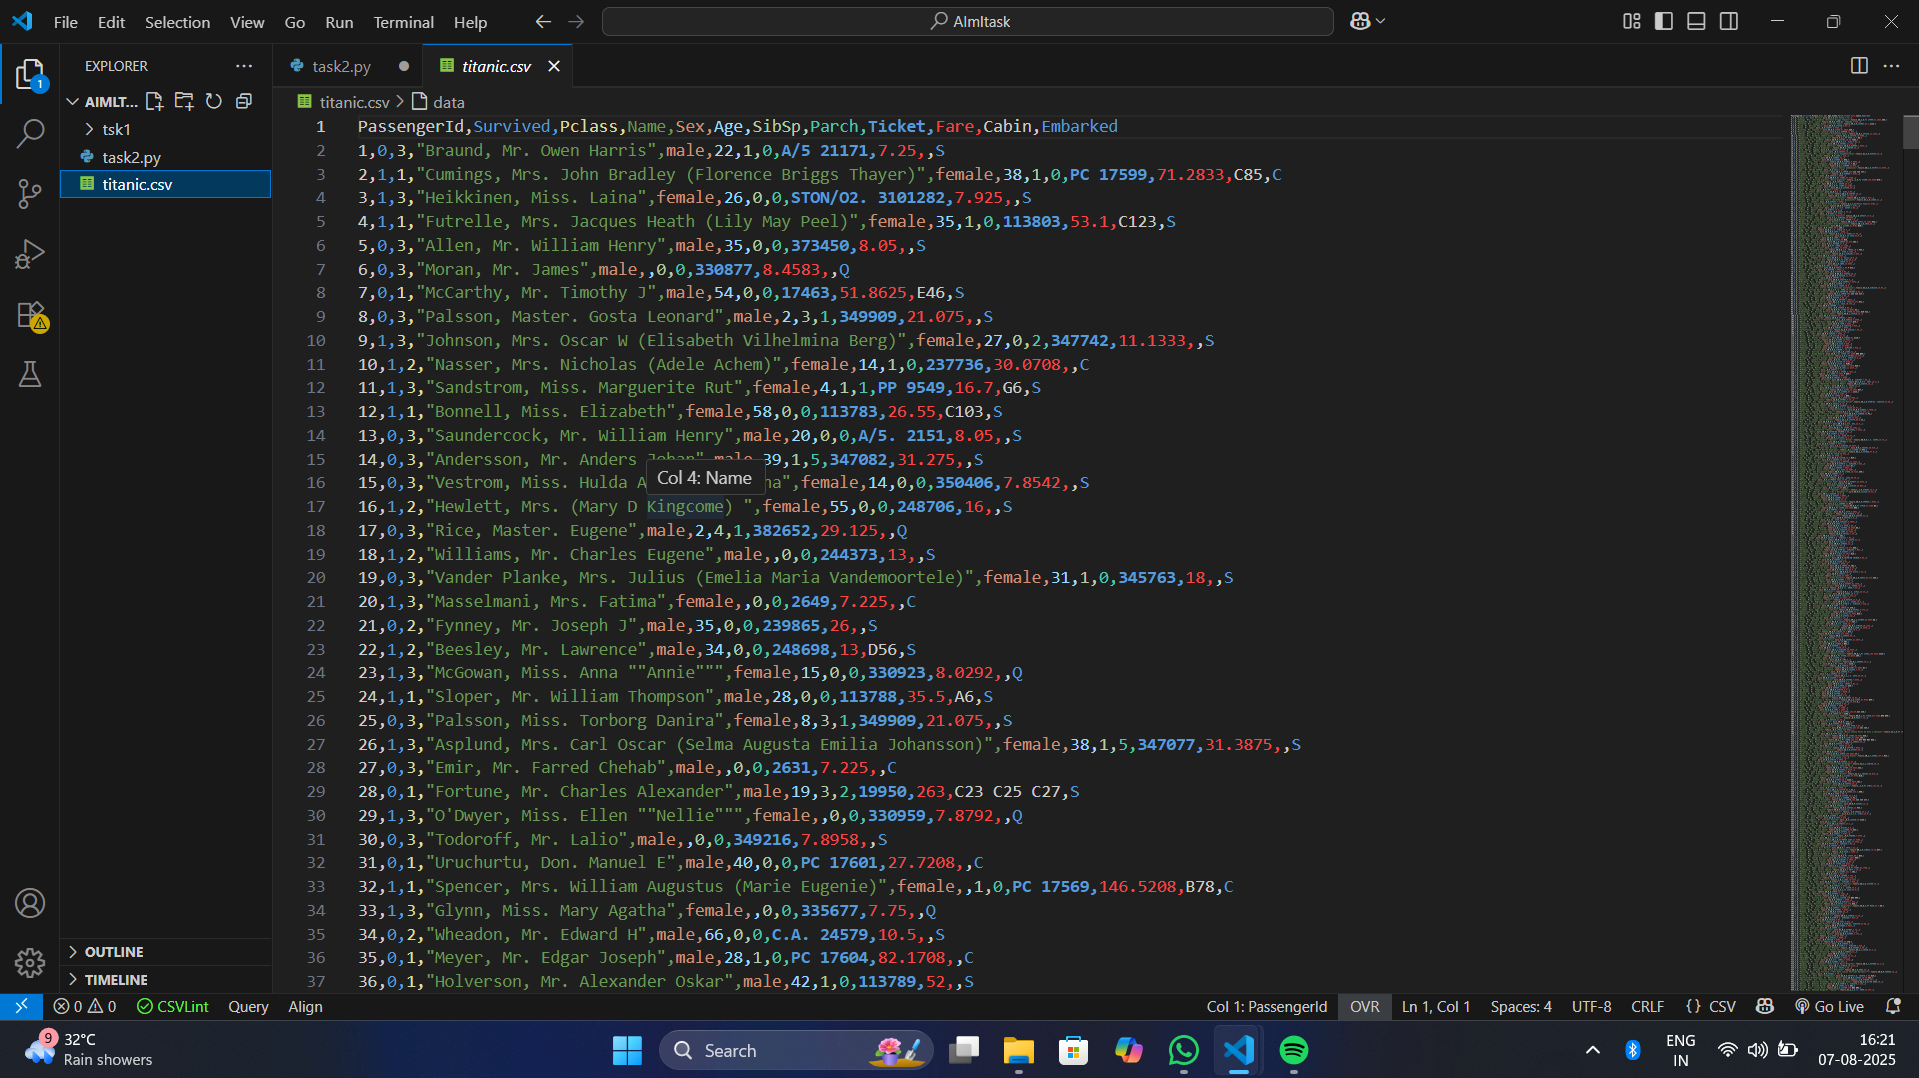 File Edit Selection View Go Run Terminal Help
AImltask
EXPLORER
task2.py
titanic.csv
AIMLT...
titanic.csv > data
tsk1
task2.py
titanic.csv
1 PassengerId,Survived,Pclass,Name,Sex,Age,SibSp,Parch,Ticket,Fare,Cabin,Embarked
2 1,0,3,"Braund, Mr. Owen Harris",male,22,1,0,A/5 21171,7.25,,S
3 2,1,1,"Cumings, Mrs. John Bradley (Florence Briggs Thayer)",female,38,1,0,PC 17599,71.2833,C85,C
4 3,1,3,"Heikkinen, Miss. Laina",female,26,0,0,STON/O2. 3101282,7.925,,S
5 4,1,1,"Futrelle, Mrs. Jacques Heath (Lily May Peel)",female,35,1,0,113803,53.1,C123,S
6 5,0,3,"Allen, Mr. William Henry",male,35,0,0,373450,8.05,,S
7 6,0,3,"Moran, Mr. James",male,,0,0,330877,8.4583,,Q
8 7,0,1,"McCarthy, Mr. Timothy J",male,54,0,0,17463,51.8625,E46,S
9 8,0,3,"Palsson, Master. Gosta Leonard",male,2,3,1,349909,21.075,,S
10 9,1,3,"Johnson, Mrs. Oscar W (Elisabeth Vilhelmina Berg)",female,27,0,2,347742,11.1333,,S
11 10,1,2,"Nasser, Mrs. Nicholas (Adele Achem)",female,14,1,0,237736,30.0708,,C
12 11,1,3,"Sandstrom, Miss. Marguerite Rut",female,4,1,1,PP 9549,16.7,G6,S
13 12,1,1,"Bonnell, Miss. Elizabeth",female,58,0,0,113783,26.55,C103,S
14 13,0,3,"Saundercock, Mr. William Henry",male,20,0,0,A/5. 2151,8.05,,S
15 14,0,3,"Andersson, Mr. Anders Johan",male,39,1,5,347082,31.275,,S
Col 4: Name
16 15,0,3,"Vestrom, Miss. Hulda A na",female,14,0,0,350406,7.8542,,S
17 16,1,2,"Hewlett, Mrs. (Mary D Kingcome) ",female,55,0,0,248706,16,,S
18 17,0,3,"Rice, Master. Eugene",male,2,4,1,382652,29.125,,Q
19 18,1,2,"Williams, Mr. Charles Eugene",male,,0,0,244373,13,,S
20 19,0,3,"Vander Planke, Mrs. Julius (Emelia Maria Vandemoortele)",female,31,1,0,345763,18,,S
21 20,1,3,"Masselmani, Mrs. Fatima",female,,0,0,2649,7.225,,C
22 21,0,2,"Fynney, Mr. Joseph J",male,35,0,0,239865,26,,S
23 22,1,2,"Beesley, Mr. Lawrence",male,34,0,0,248698,13,D56,S
24 23,1,3,"McGowan, Miss. Anna ""Annie""",female,15,0,0,330923,8.0292,,Q
25 24,1,1,"Sloper, Mr. William Thompson",male,28,0,0,113788,35.5,A6,S
26 25,0,3,"Palsson, Miss. Torborg Danira",female,8,3,1,349909,21.075,,S
27 26,1,3,"Asplund, Mrs. Carl Oscar (Selma Augusta Emilia Johansson)",female,38,1,5,347077,31.3875,,S
28 27,0,3,"Emir, Mr. Farred Chehab",male,,0,0,2631,7.225,,C
29 28,0,1,"Fortune, Mr. Charles Alexander",male,19,3,2,19950,263,C23 C25 C27,S
30 29,1,3,"O'Dwyer, Miss. Ellen ""Nellie""",female,,0,0,330959,7.8792,,Q
31 30,0,3,"Todoroff, Mr. Lalio",male,,0,0,349216,7.8958,,S
32 31,0,1,"Uruchurtu, Don. Manuel E",male,40,0,0,PC 17601,27.7208,,C
33 32,1,1,"Spencer, Mrs. William Augustus (Marie Eugenie)",female,,1,0,PC 17569,146.5208,B78,C
34 33,1,3,"Glynn, Miss. Mary Agatha",female,,0,0,335677,7.75,,Q
35 34,0,2,"Wheadon, Mr. Edward H",male,66,0,0,C.A. 24579,10.5,,S
36 35,0,1,"Meyer, Mr. Edgar Joseph",male,28,1,0,PC 17604,82.1708,,C
37 36,0,1,"Holverson, Mr. Alexander Oskar",male,42,1,0,113789,52,,S
OUTLINE
TIMELINE
0 0 CSVLint Query Align Col 1: PassengerId OVR Ln 1, Col 1 Spaces: 4 UTF-8 CRLF {} CSV Go Live
1
9
32°C
Rain showers
Search
ENG
IN
16:21
07-08-2025